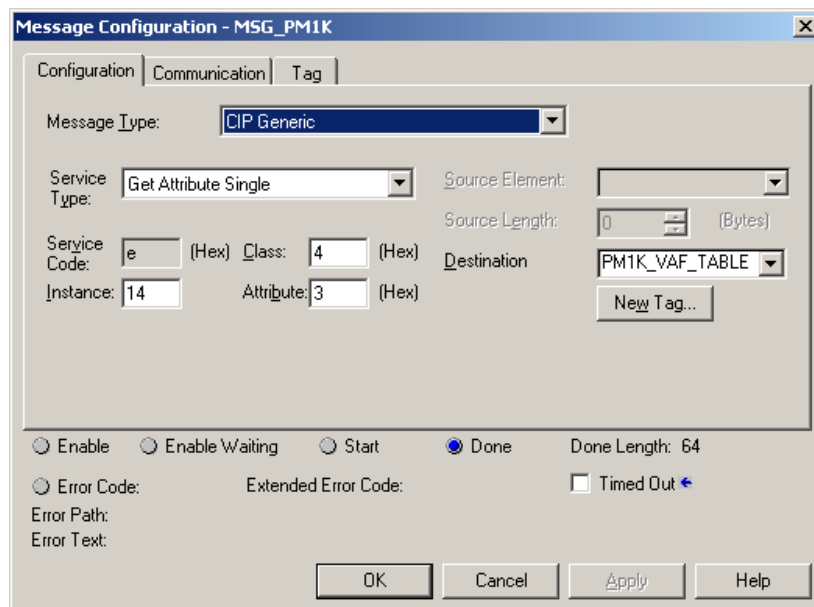 Message Configuration - MSG_PM1K
Configuration Communication Tag
Message Type: CIP Generic
Service Type: Get Attribute Single Source Element:
Source Length: 0 (Bytes)
Service Code: e (Hex) Class: 4 (Hex) Destination PM1K_VAF_TABLE
Instance: 14 Attribute: 3 (Hex) New Tag...
Enable Enable Waiting Start Done Done Length: 64
Error Code: Extended Error Code: Timed Out
Error Path:
Error Text:
OK Cancel Apply Help